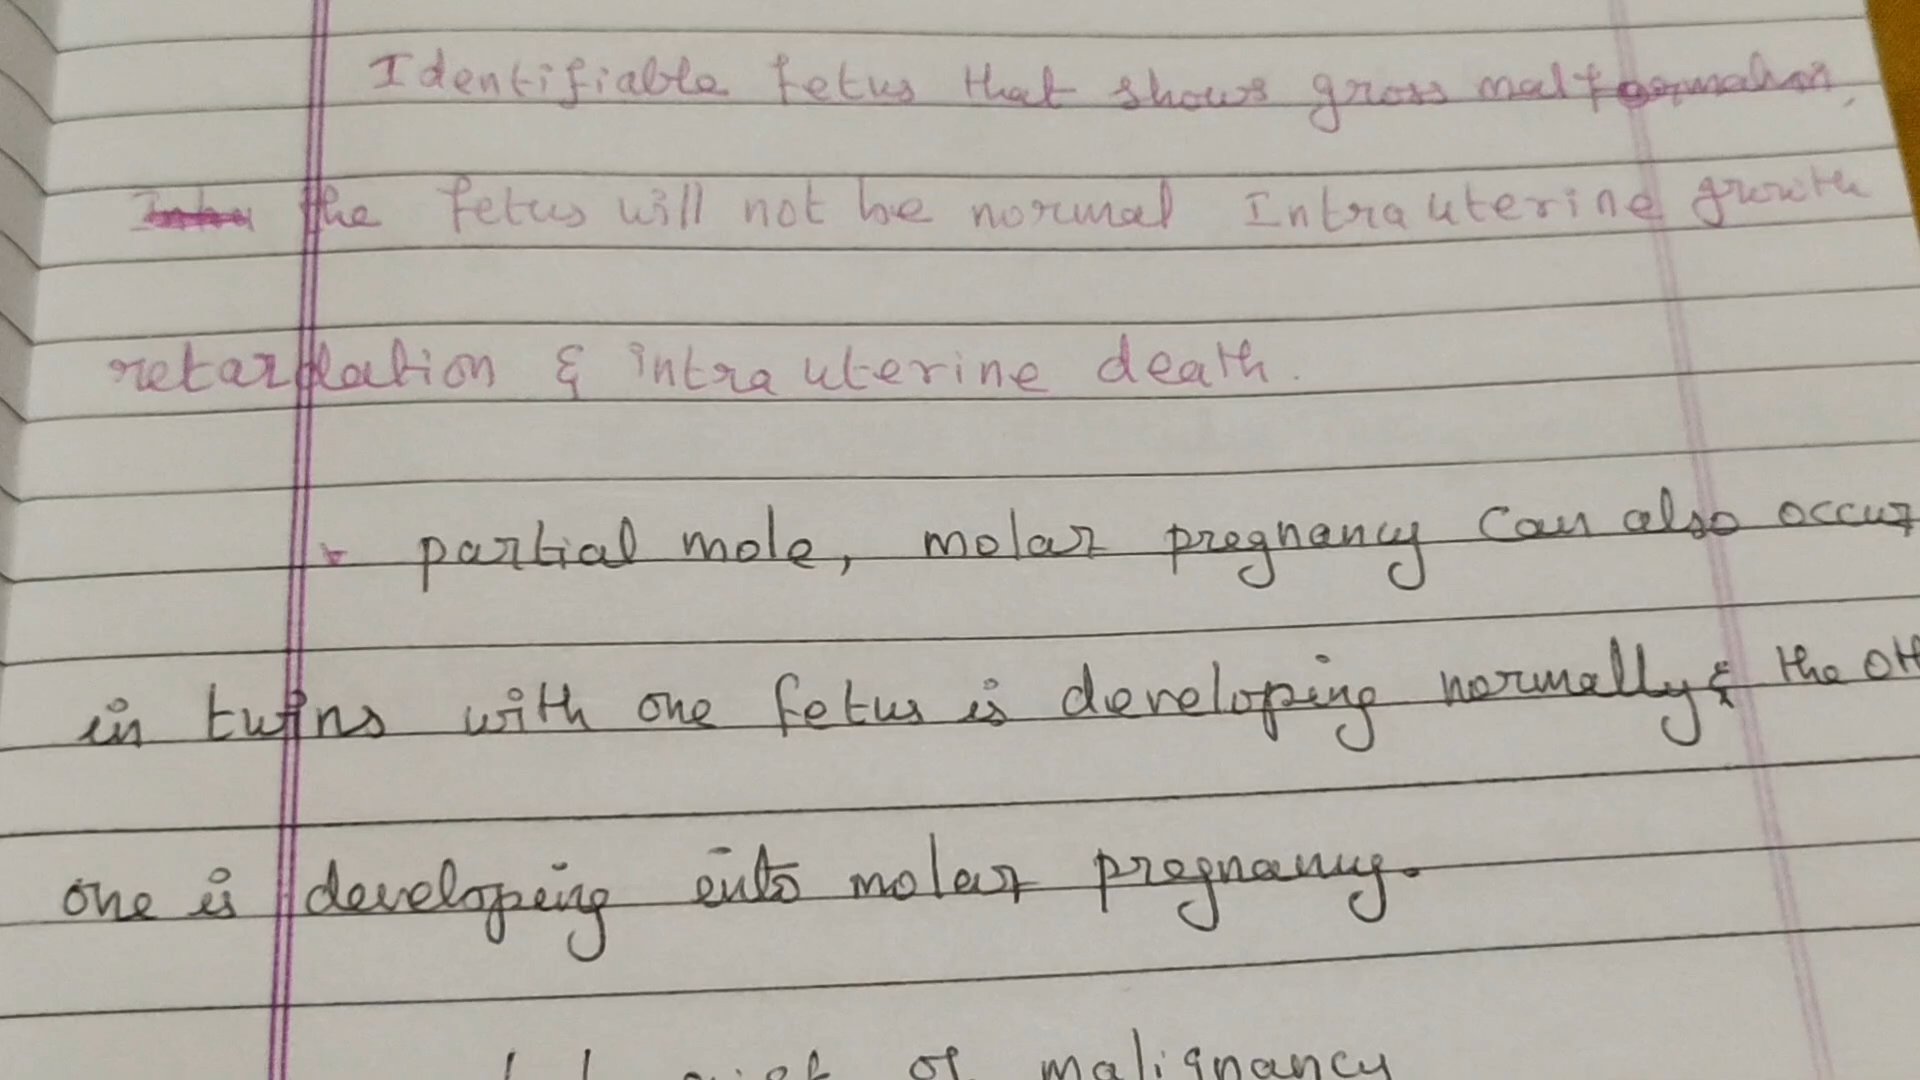 Identifiable fetus that shows gross malformation,
the fetus will not be normal Intrauterine growth
retardation & intrauterine death.
partial mole, molar pregnancy can also occur
in twins with one fetus is developing normally & the
one is developing into molar pregnancy.
of malignancy